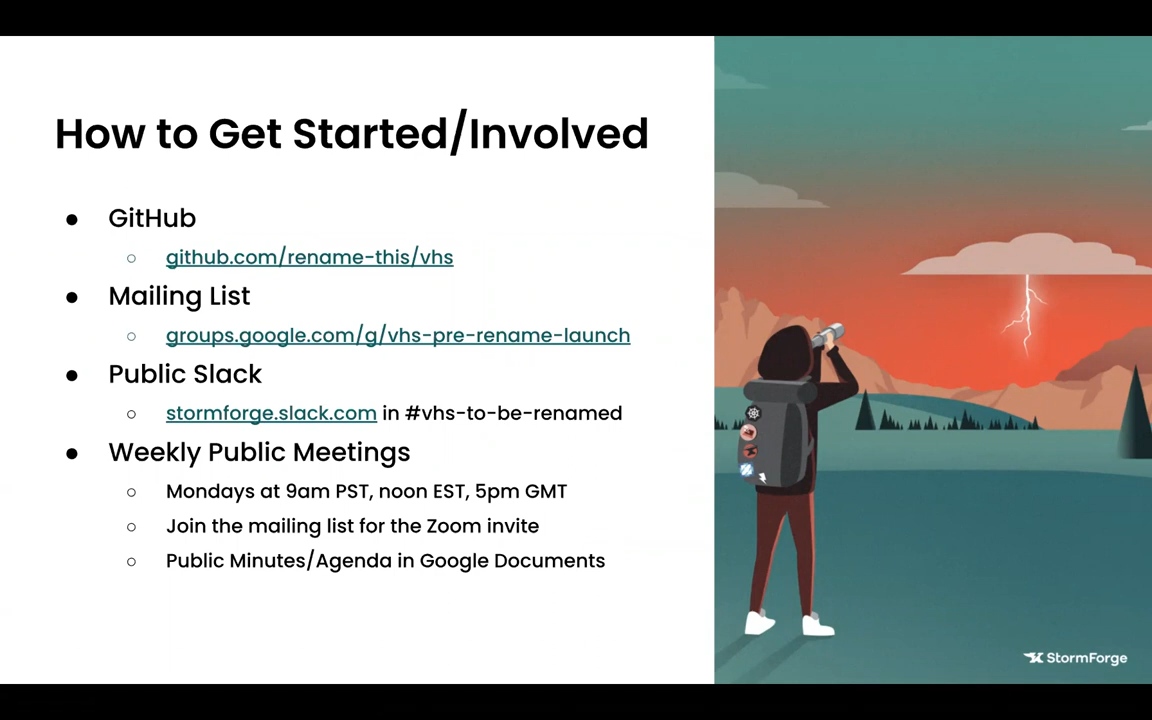 How to Get Started/Involved
● GitHub
○ github.com/rename-this/vhs
● Mailing List
○ groups.google.com/g/vhs-pre-rename-launch
● Public Slack
○ stormforge.slack.com in #vhs-to-be-renamed
● Weekly Public Meetings
○ Mondays at 9am PST, noon EST, 5pm GMT
○ Join the mailing list for the Zoom invite
○ Public Minutes/Agenda in Google Documents
StormForge